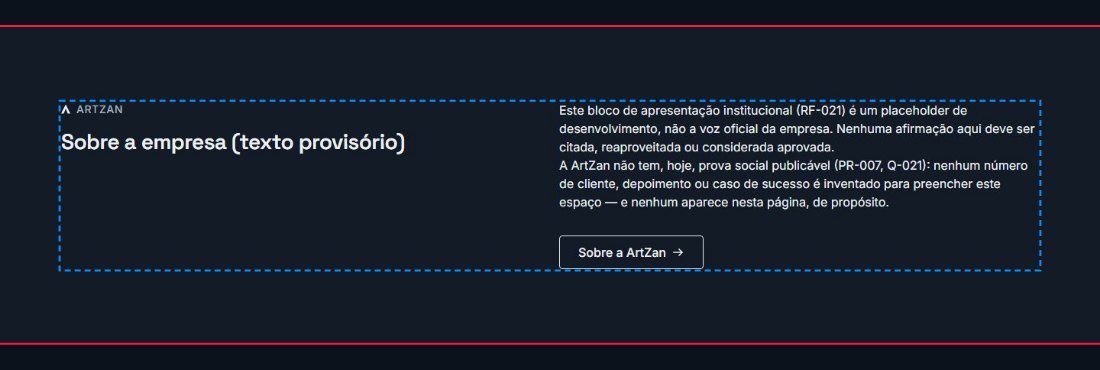 ARTZAN
Sobre a empresa (texto provisório)
Este bloco de apresentação institucional (RF-021) é um placeholder de
desenvolvimento, não a voz oficial da empresa. Nenhuma afirmação aqui deve ser
citada, reaproveitada ou considerada aprovada.
A ArtZan não tem, hoje, prova social publicável (PR-007, Q-021): nenhum número
de cliente, depoimento ou caso de sucesso é inventado para preencher este
espaço — e nenhum aparece nesta página, de propósito.
Sobre a ArtZan →